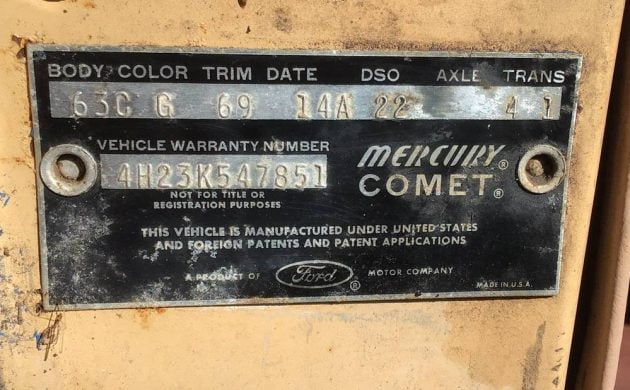 BODY COLOR TRIM DATE DSO AXLE TRANS
63C G 69 14A 22 4 1
VEHICLE WARRANTY NUMBER
4H23K547851
NOT FOR TITLE OR
REGISTRATION PURPOSES
MERCURY®
COMET®
THIS VEHICLE IS MANUFACTURED UNDER UNITED STATES
AND FOREIGN PATENTS AND PATENT APPLICATIONS
A PRODUCT OF Ford® MOTOR COMPANY
MADE IN U.S.A.